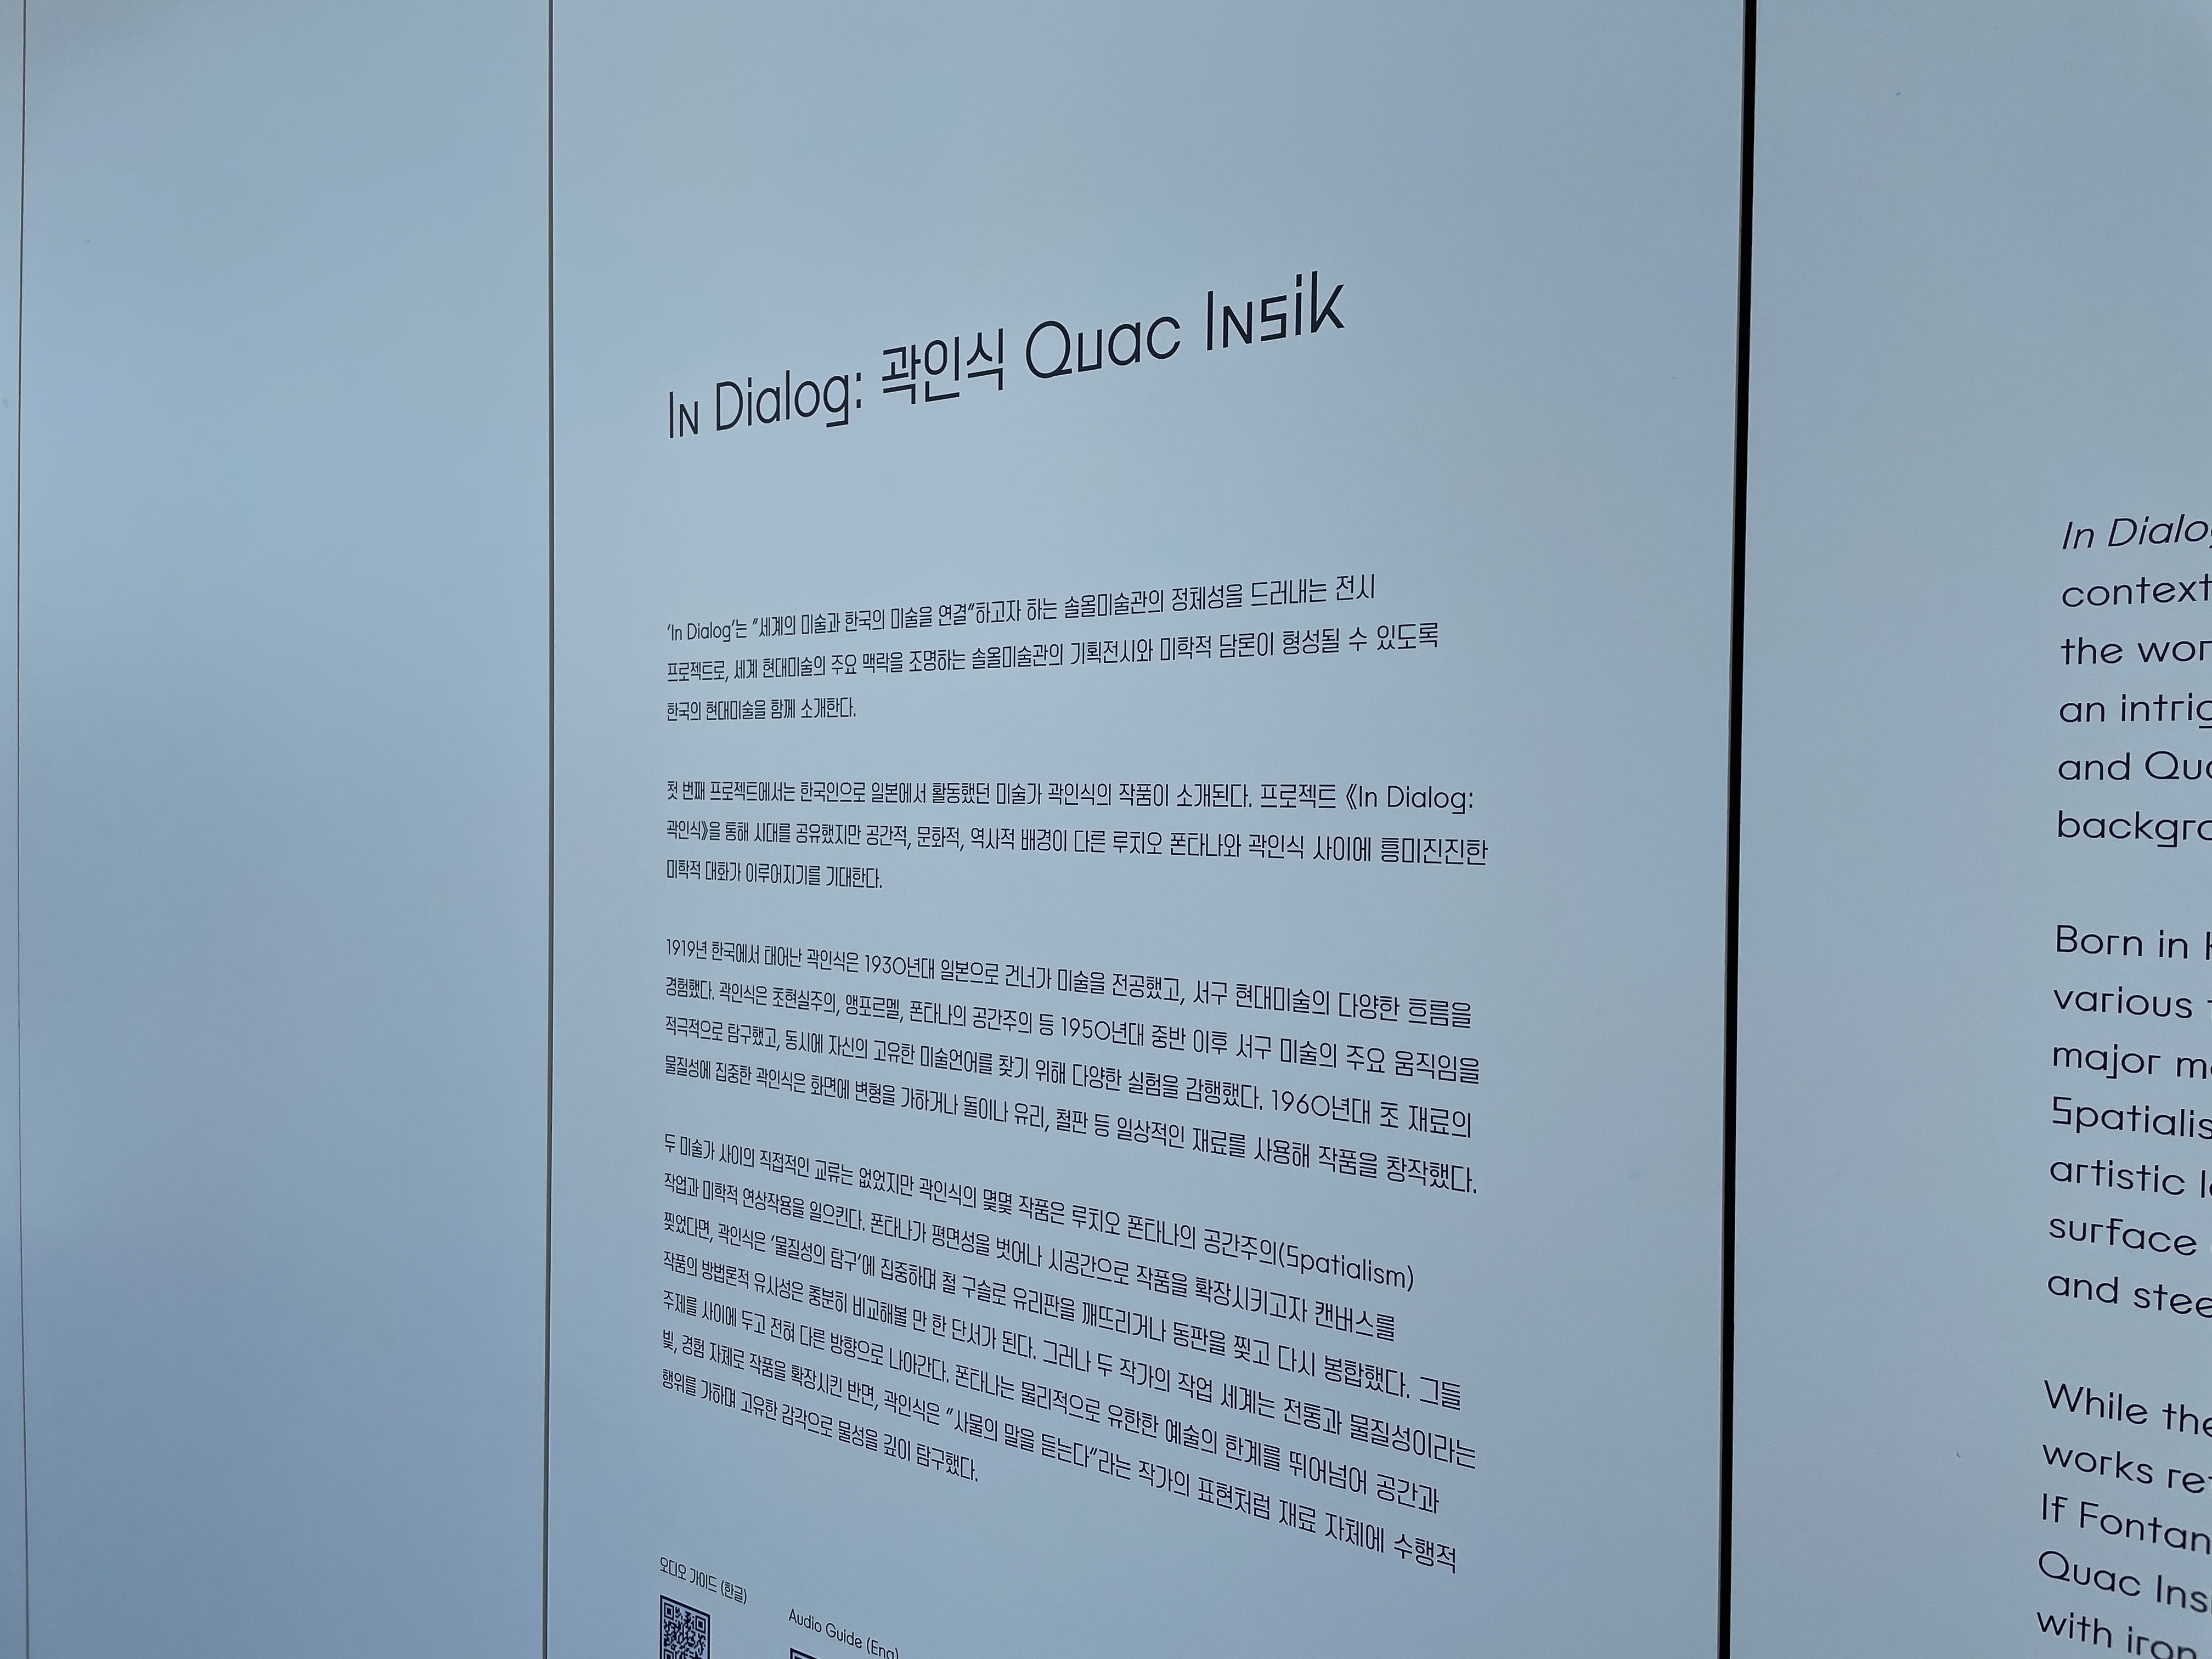 In Dialog: 곽인식 Quac Insik
‘In Dialog’는 “세계의 미술과 한국의 미술을 연결”하고자 하는 솔올미술관의 정체성을 드러내는 전시
프로젝트로, 세계 현대미술의 주요 맥락을 조명하는 솔올미술관의 기획전시와 미학적 담론이 형성될 수 있도록
한국의 현대미술을 함께 소개한다.
첫 번째 프로젝트에서는 한국인으로 일본에서 활동했던 미술가 곽인식의 작품이 소개된다. 프로젝트 《In Dialog:
곽인식》을 통해 시대를 공유했지만 공간적, 문화적, 역사적 배경이 다른 루치오 폰타나와 곽인식 사이에 흥미진진한
미학적 대화가 이루어지기를 기대한다.
1919년 한국에서 태어난 곽인식은 1930년대 일본으로 건너가 미술을 전공했고, 서구 현대미술의 다양한 흐름을
경험했다. 곽인식은 초현실주의, 앵포르멜, 폰타나의 공간주의 등 1950년대 중반 이후 서구 미술의 주요 움직임을
적극적으로 탐구했고, 동시에 자신의 고유한 미술언어를 찾기 위해 다양한 실험을 감행했다. 1960년대 초 재료의
물질성에 집중한 곽인식은 화면에 변형을 가하거나 돌이나 유리, 철판 등 일상적인 재료를 사용해 작품을 창작했다.
두 미술가 사이의 직접적인 교류는 없었지만 곽인식의 몇몇 작품은 루치오 폰타나의 공간주의(Spatialism)
작업과 미학적 연상작용을 일으킨다. 폰타나가 평면성을 벗어나 시공간으로 작품을 확장시키고자 캔버스를
찢었다면, 곽인식은 ‘물질성의 탐구’에 집중하며 철 구슬로 유리판을 깨뜨리거나 동판을 찢고 다시 봉합했다. 그들
작품의 방법론적 유사성은 충분히 비교해볼 만 한 단서가 된다. 그러나 두 작가의 작업 세계는 전통과 물질성이라는
주제를 사이에 두고 전혀 다른 방향으로 나아간다. 폰타나는 물리적으로 유한한 예술의 한계를 뛰어넘어 공간과
빛, 경험 자체로 작품을 확장시킨 반면, 곽인식은 “사물의 말을 듣는다”라는 작가의 표현처럼 재료 자체에 수행적
행위를 가하며 고유한 감각으로 물성을 깊이 탐구했다.
오디오 가이드 (한글)
Audio Guide (Eng)
In Dialo
context
the wor
an intrig
and Qua
backgro
Born in
various
major m
Spatialis
artistic l
surface
and stee
While the
works re
If Fontan
Quac Ins
with iron